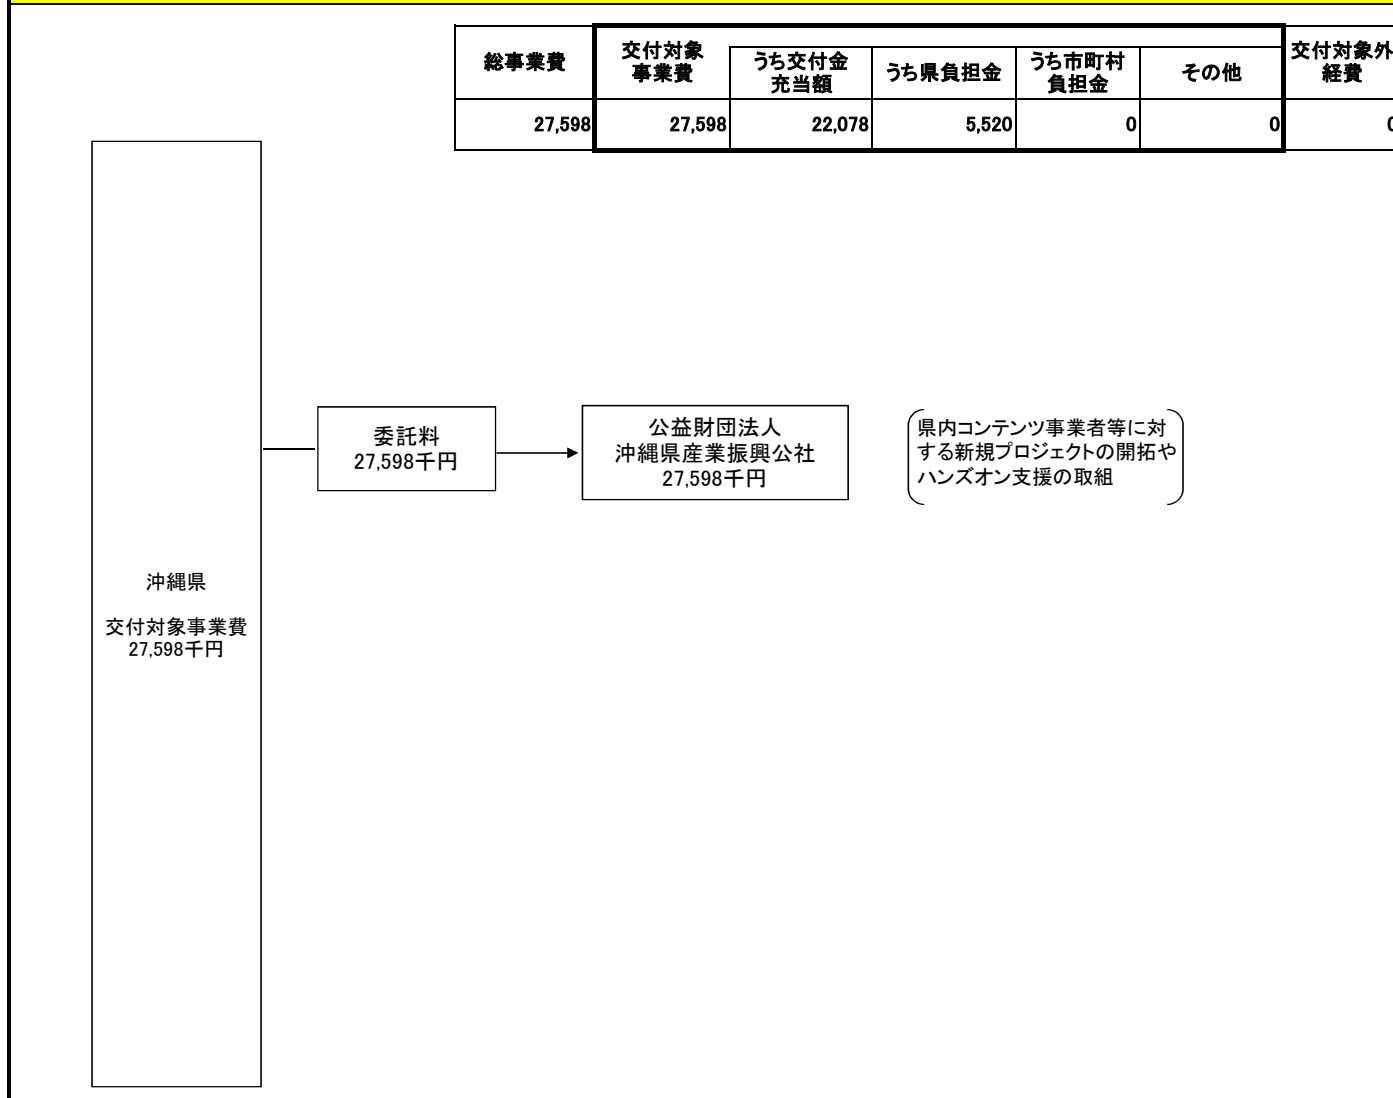 総事業費
交付対象
事業費
うち交付金
充当額
うち県負担金
うち市町村
負担金
その他
交付対象外
経費
27,598
27,598
22,078
5,520
0
0
0
沖縄県
交付対象事業費
27,598千円
委託料
27,598千円
公益財団法人
沖縄県産業振興公社
27,598千円
県内コンテンツ事業者等に対
する新規プロジェクトの開拓や
ハンズオン支援の取組